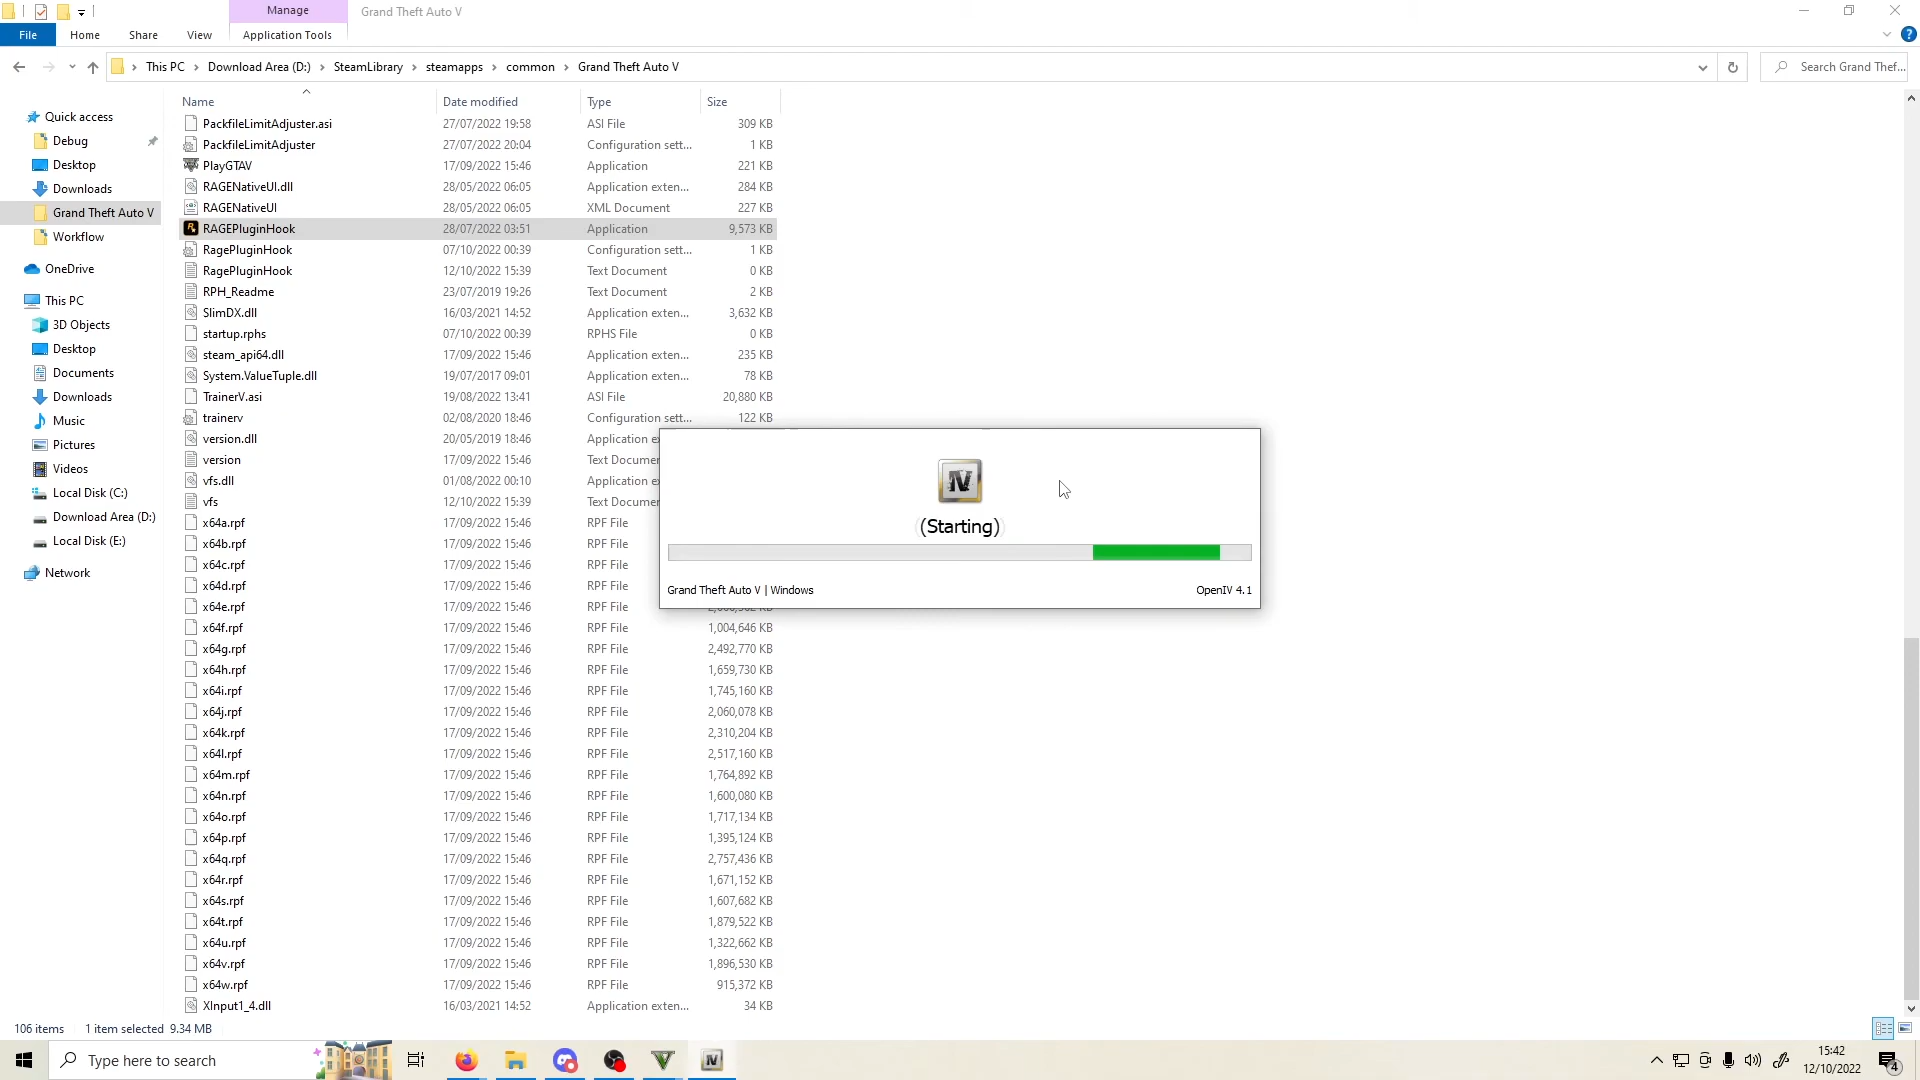 Manage
Grand Theft Auto V
File
Home
Share
View
Application Tools
This PC
Download Area (D:)
SteamLibrary
steamapps
common
Grand Theft Auto V
Search Grand Thef...
Name
Date modified
Type
Size
Quick access
Debug
Desktop
Downloads
Grand Theft Auto V
Workflow
OneDrive
This PC
3D Objects
Desktop
Documents
Downloads
Music
Pictures
Videos
Local Disk (C:)
Download Area (D:)
Local Disk (E:)
Network
PackfileLimitAdjuster.asi 27/07/2022 19:58 ASI File 309 KB
PackfileLimitAdjuster 27/07/2022 20:04 Configuration sett... 1 KB
PlayGTAV 17/09/2022 15:46 Application 221 KB
RAGENativeUI.dll 28/05/2022 06:05 Application exten... 284 KB
RAGENativeUI 28/05/2022 06:05 XML Document 227 KB
RAGEPluginHook 28/07/2022 03:51 Application 9,573 KB
RagePluginHook 07/10/2022 00:39 Configuration sett... 1 KB
RagePluginHook 12/10/2022 15:39 Text Document 0 KB
RPH_Readme 23/07/2019 19:26 Text Document 2 KB
SlimDX.dll 16/03/2021 14:52 Application exten... 3,632 KB
startup.rphs 07/10/2022 00:39 RPHS File 0 KB
steam_api64.dll 17/09/2022 15:46 Application exten... 235 KB
System.ValueTuple.dll 19/07/2017 09:01 Application exten... 78 KB
TrainerV.asi 19/08/2022 13:41 ASI File 20,880 KB
trainerv 02/08/2020 18:46 Configuration sett... 122 KB
version.dll 20/05/2019 18:46 Application
version 17/09/2022 15:46 Text
vfs.dll 01/08/2022 00:10 Application
vfs 12/10/2022 15:39 Text
x64a.rpf 17/09/2022 15:46 RPF File
x64b.rpf 17/09/2022 15:46 RPF File
x64c.rpf 17/09/2022 15:46 RPF File
x64d.rpf 17/09/2022 15:46 RPF File
x64e.rpf 17/09/2022 15:46 RPF File
x64f.rpf 17/09/2022 15:46 RPF File 1,004,646 KB
x64g.rpf 17/09/2022 15:46 RPF File 2,492,770 KB
x64h.rpf 17/09/2022 15:46 RPF File 1,659,730 KB
x64i.rpf 17/09/2022 15:46 RPF File 1,745,160 KB
x64j.rpf 17/09/2022 15:46 RPF File 2,060,078 KB
x64k.rpf 17/09/2022 15:46 RPF File 2,310,204 KB
x64l.rpf 17/09/2022 15:46 RPF File 2,517,160 KB
x64m.rpf 17/09/2022 15:46 RPF File 1,764,892 KB
x64n.rpf 17/09/2022 15:46 RPF File 1,600,080 KB
x64o.rpf 17/09/2022 15:46 RPF File 1,717,134 KB
x64p.rpf 17/09/2022 15:46 RPF File 1,395,124 KB
x64q.rpf 17/09/2022 15:46 RPF File 2,757,436 KB
x64r.rpf 17/09/2022 15:46 RPF File 1,671,152 KB
x64s.rpf 17/09/2022 15:46 RPF File 1,607,682 KB
x64t.rpf 17/09/2022 15:46 RPF File 1,879,522 KB
x64u.rpf 17/09/2022 15:46 RPF File 1,322,662 KB
x64v.rpf 17/09/2022 15:46 RPF File 1,896,530 KB
x64w.rpf 17/09/2022 15:46 RPF File 915,372 KB
XInput1_4.dll 16/03/2021 14:52 Application exten... 34 KB
IV
(Starting)
Grand Theft Auto V | Windows
OpenIV 4.1
106 items
1 item selected 9.34 MB
Type here to search
15:42
12/10/2022
4